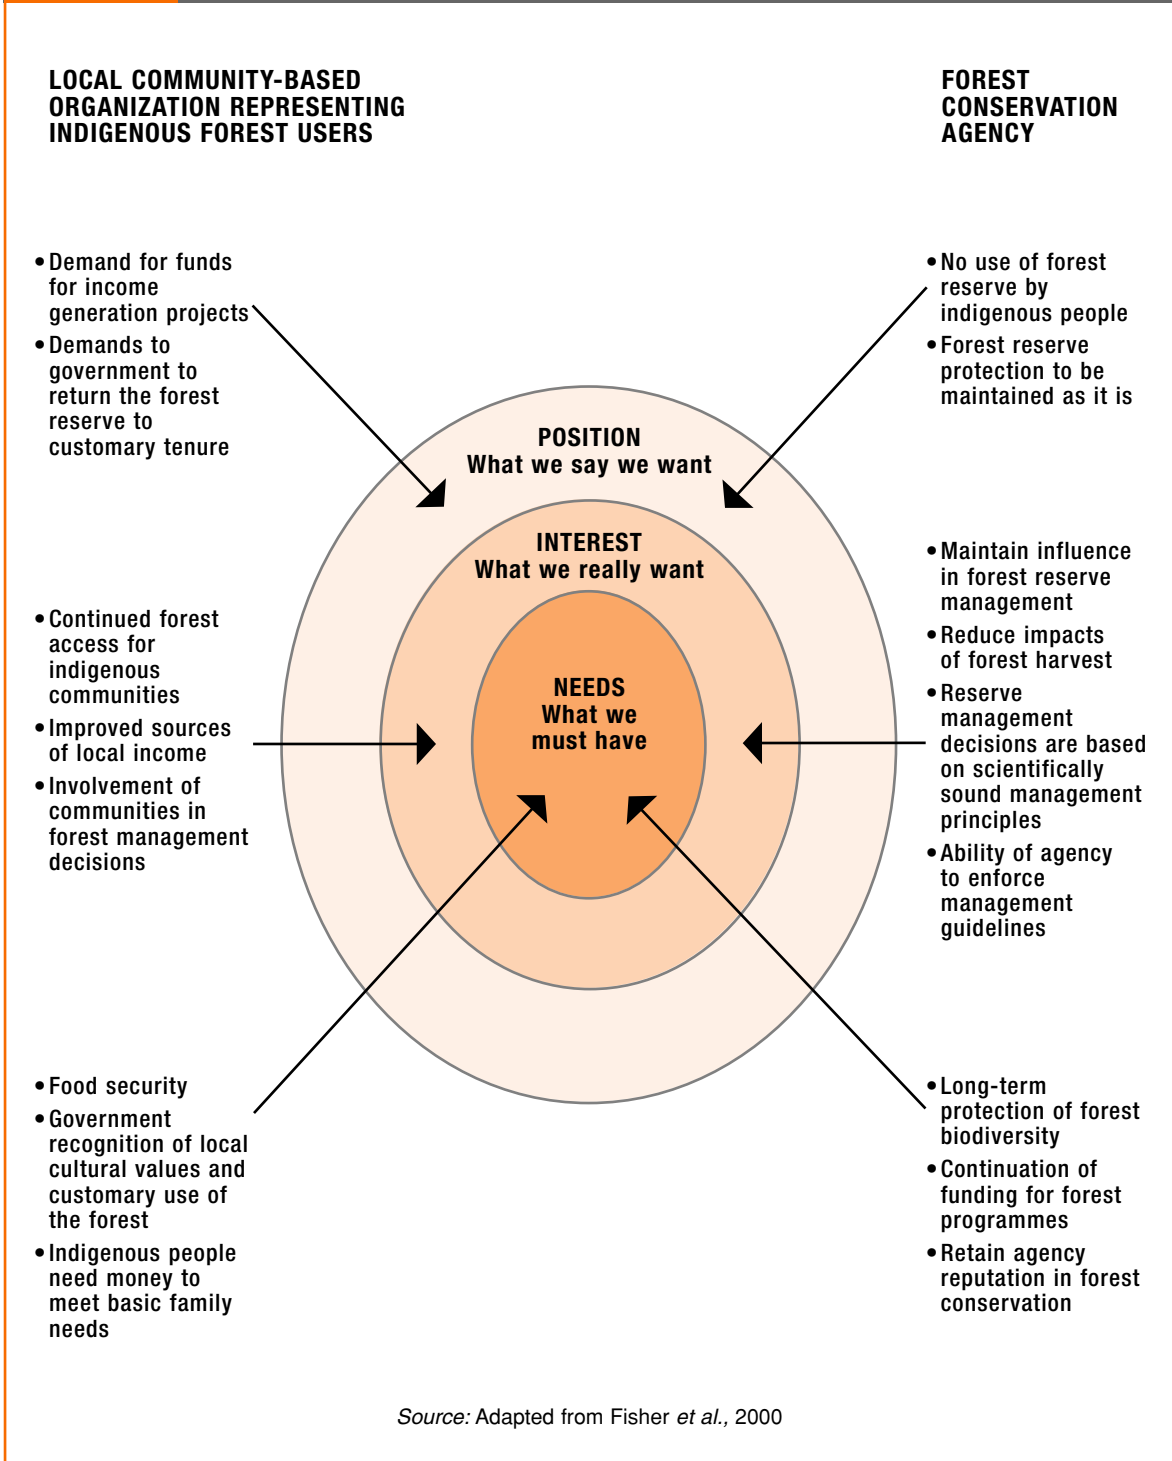 LOCAL COMMUNITY-BASED
ORGANIZATION REPRESENTING
INDIGENOUS FOREST USERS
FOREST
CONSERVATION
AGENCY
• Demand for funds
for income
generation projects
• Demands to
government to
return the forest
reserve to
customary tenure
• No use of forest
reserve by
indigenous people
• Forest reserve
protection to be
maintained as it is
POSITION
What we say we want
INTEREST
What we really want
NEEDS
What we
must have
• Continued forest
access for
indigenous
communities
• Improved sources
of local income
• Involvement of
communities in
forest management
decisions
• Maintain influence
in forest reserve
management
• Reduce impacts
of forest harvest
• Reserve
management
decisions are based
on scientifically
sound management
principles
• Ability of agency
to enforce
management
guidelines
• Food security
• Government
recognition of local
cultural values and
customary use of
the forest
• Indigenous people
need money to
meet basic family
needs
• Long-term
protection of forest
biodiversity
• Continuation of
funding for forest
programmes
• Retain agency
reputation in forest
conservation
Source: Adapted from Fisher et al., 2000